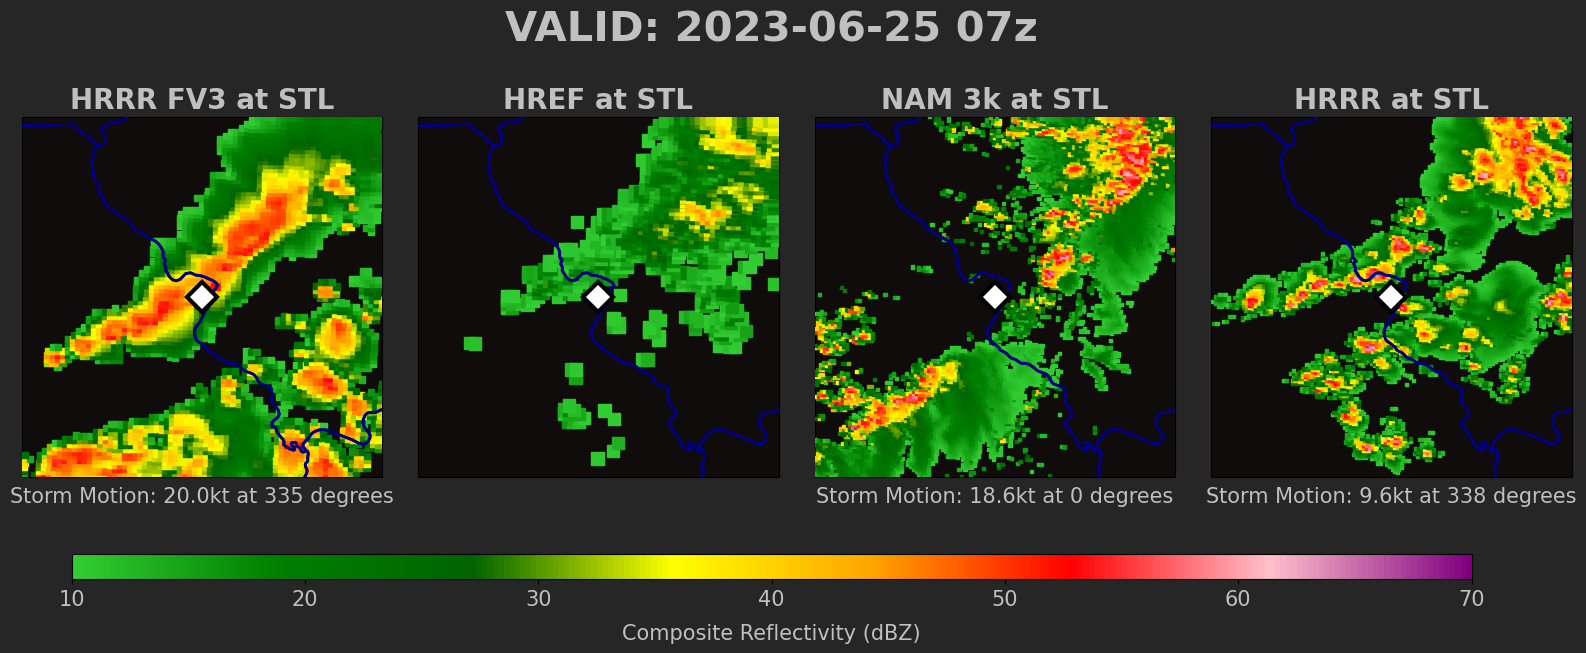 VALID: 2023-06-25 07z
HRRR FV3 at STL
HREF at STL
NAM 3k at STL
HRRR at STL
Storm Motion: 20.0kt at 335 degrees
Storm Motion: 18.6kt at 0 degrees
Storm Motion: 9.6kt at 338 degrees
10 20 30 40 50 60 70
Composite Reflectivity (dBZ)